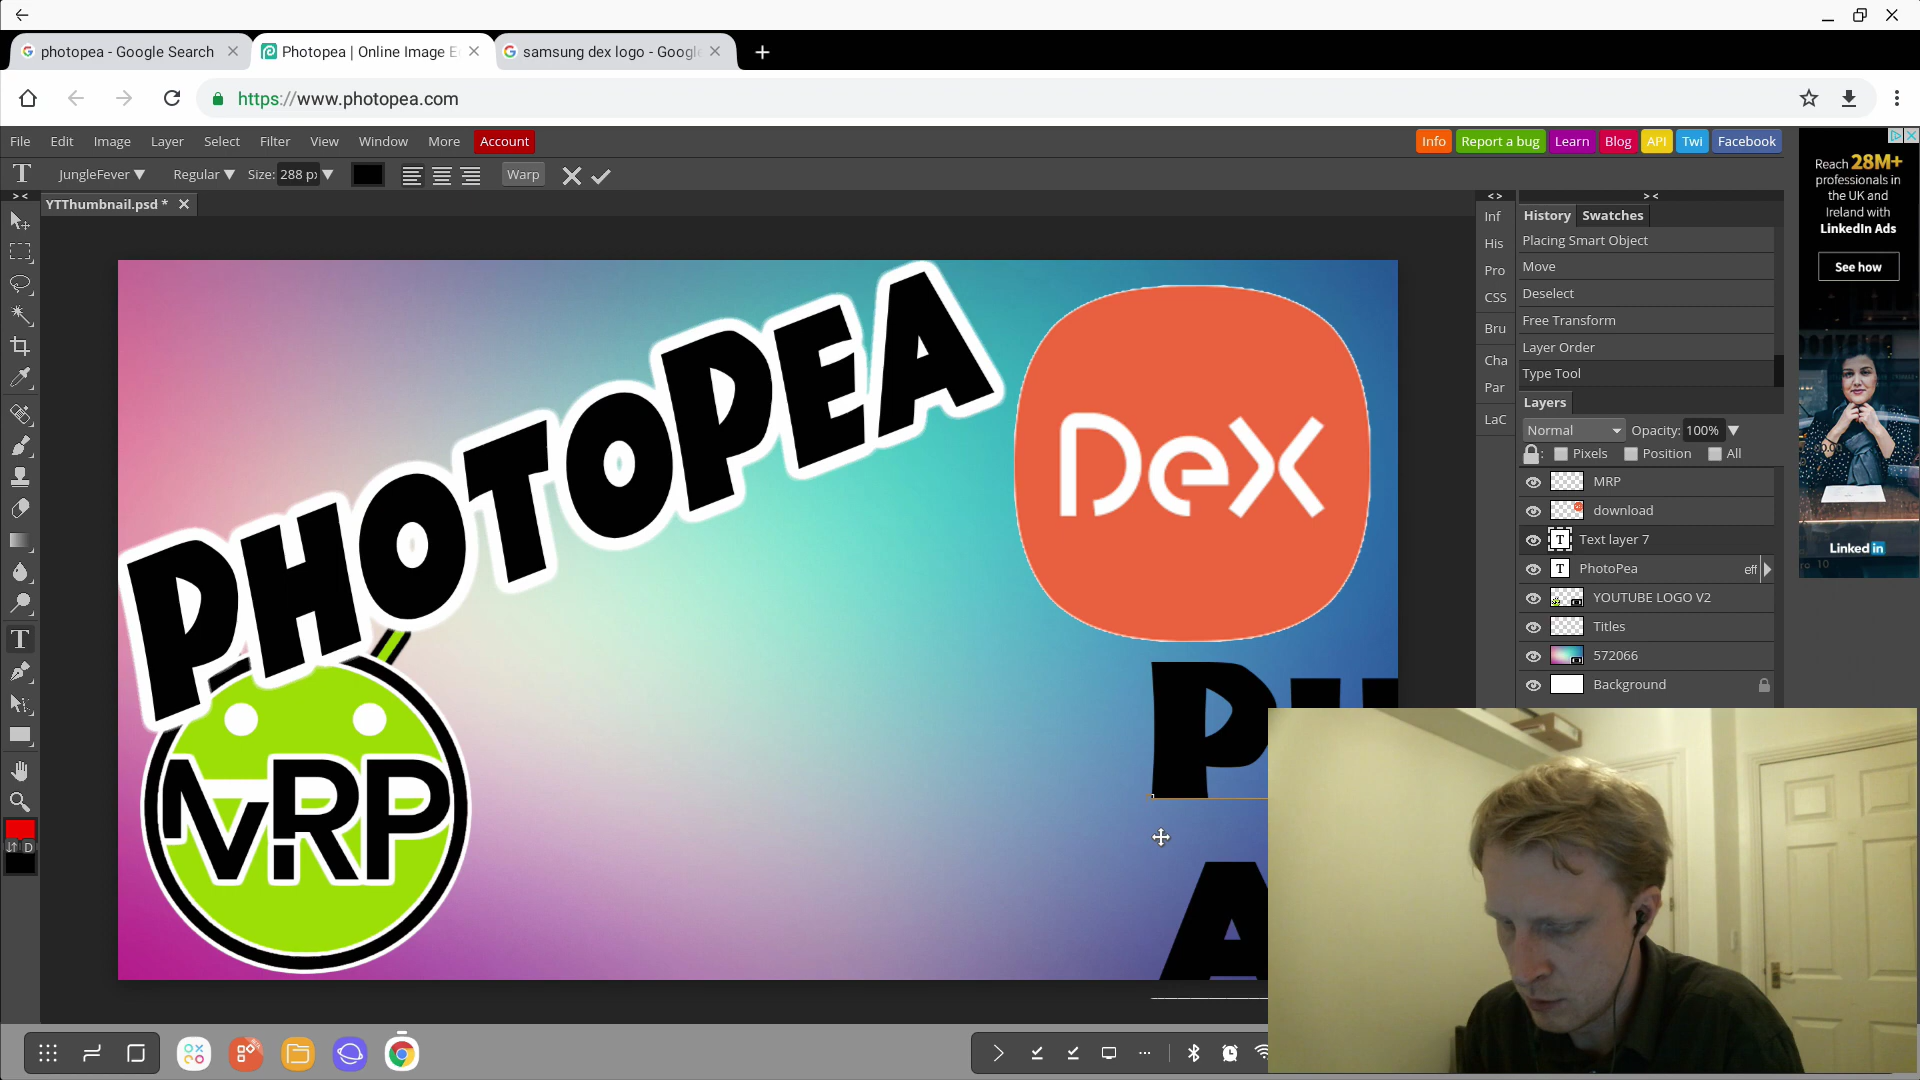 photopea - Google Search
Photopea | Online Image E
samsung dex logo - Google
https://www.photopea.com
File Edit Image Layer Select Filter View Window More Account
Info Report a bug Learn Blog API Twi Facebook
JungleFever Regular Size: 288 px Warp
YTThumbnail.psd *
Inf
His
Pro
CSS
Bru
Cha
Par
LaC
History Swatches
Placing Smart Object
Move
Deselect
Free Transform
Layer Order
Type Tool
Layers
Normal Opacity: 100%
Pixels Position All
MRP
download
T Text layer 7
T PhotoPea eff
YOUTUBE LOGO V2
Titles
572066
Background
PHOTOPEA
DeX
MRP
P
A
T
D
Reach 28M+
professionals in
the UK and
Ireland with
LinkedIn Ads
See how
Linked in